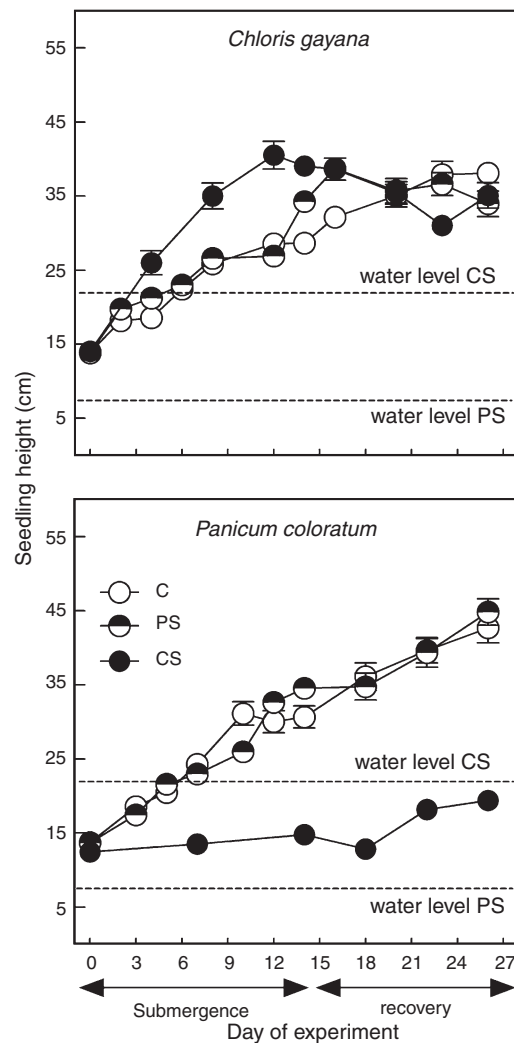 Chloris gayana
55
45
35
25
15
5
water level CS
water level PS
Seedling height (cm)
Panicum coloratum
55
45
35
25
15
5
C
PS
CS
water level CS
water level PS
0 3 6 9 12 15 18 21 24 27
Submergence recovery
Day of experiment